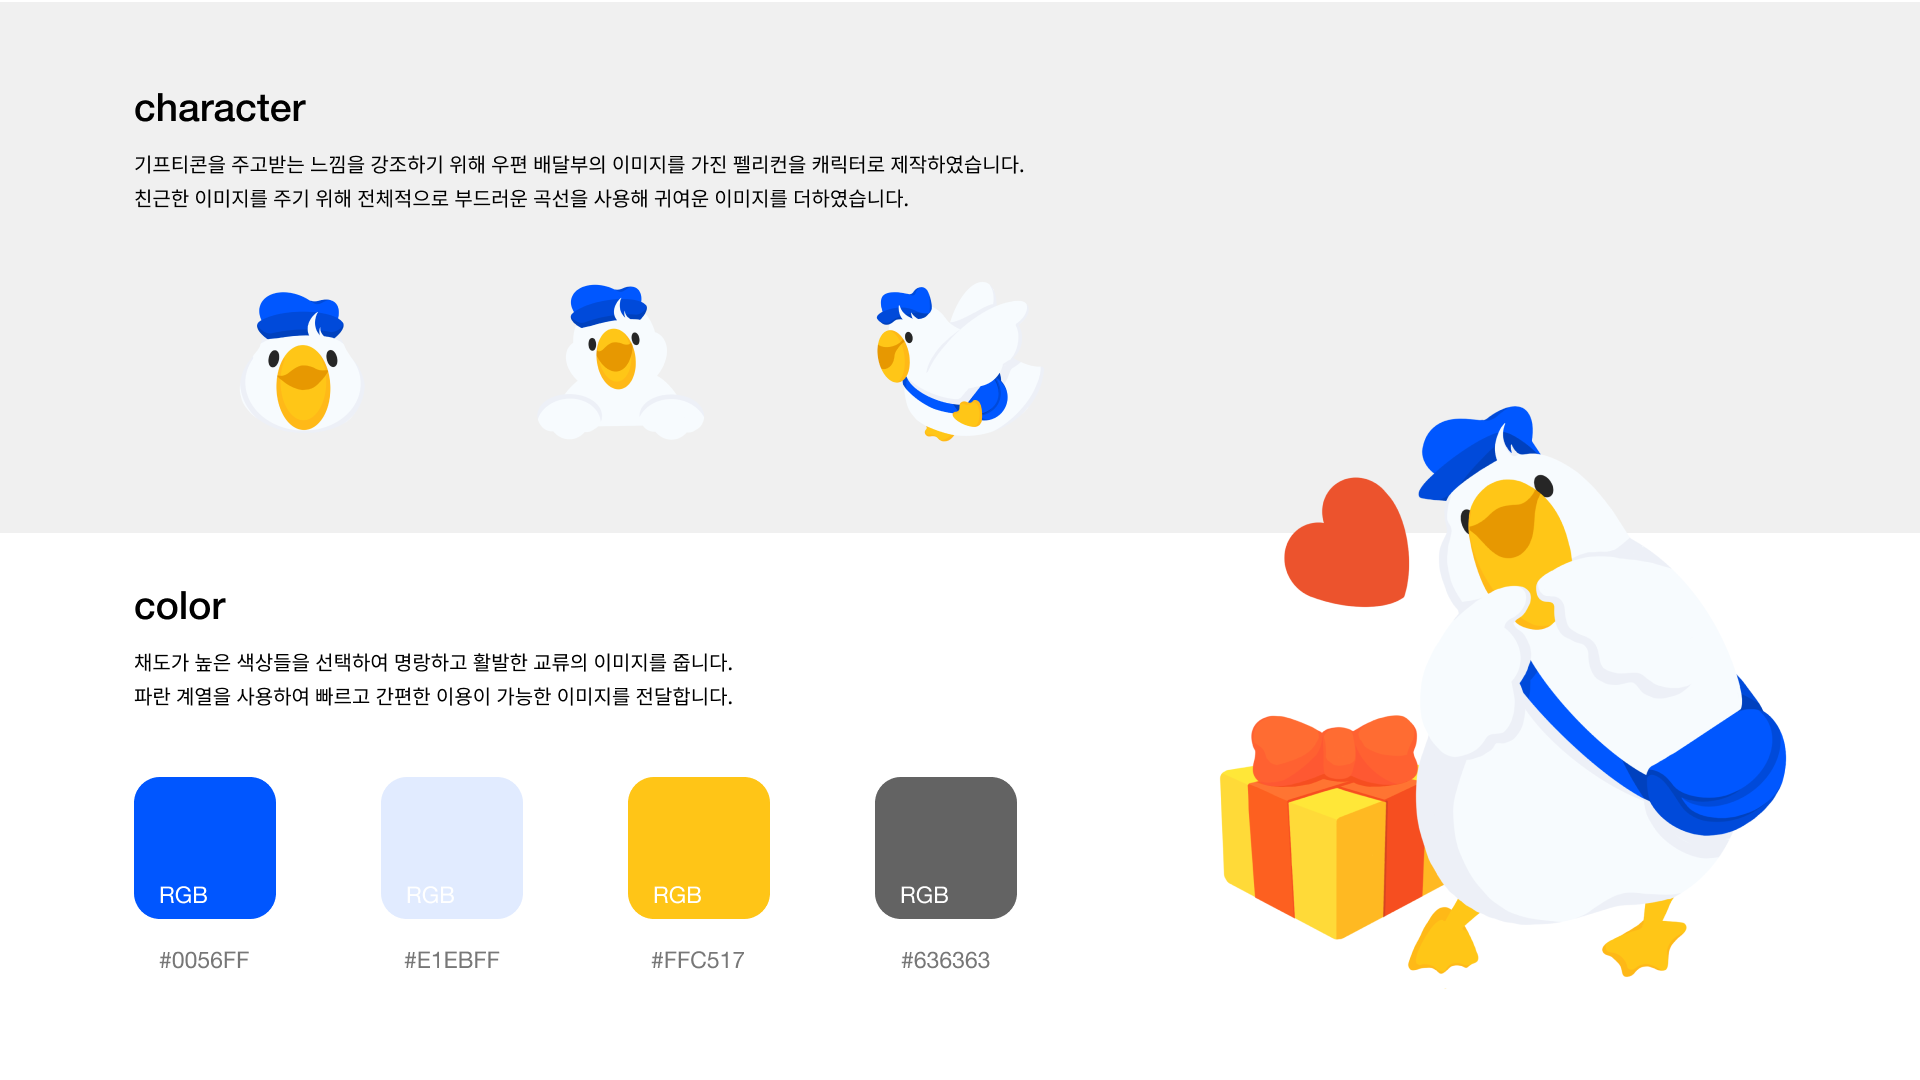 character
기프티콘을 주고받는 느낌을 강조하기 위해 우편 배달부의 이미지를 가진 펠리컨을 캐릭터로 제작하였습니다.
친근한 이미지를 주기 위해 전체적으로 부드러운 곡선을 사용해 귀여운 이미지를 더하였습니다.
color
채도가 높은 색상들을 선택하여 명랑하고 활발한 교류의 이미지를 줍니다.
파란 계열을 사용하여 빠르고 간편한 이용이 가능한 이미지를 전달합니다.
RGB RGB RGB RGB
#0056FF #E1EBFF #FFC517 #636363